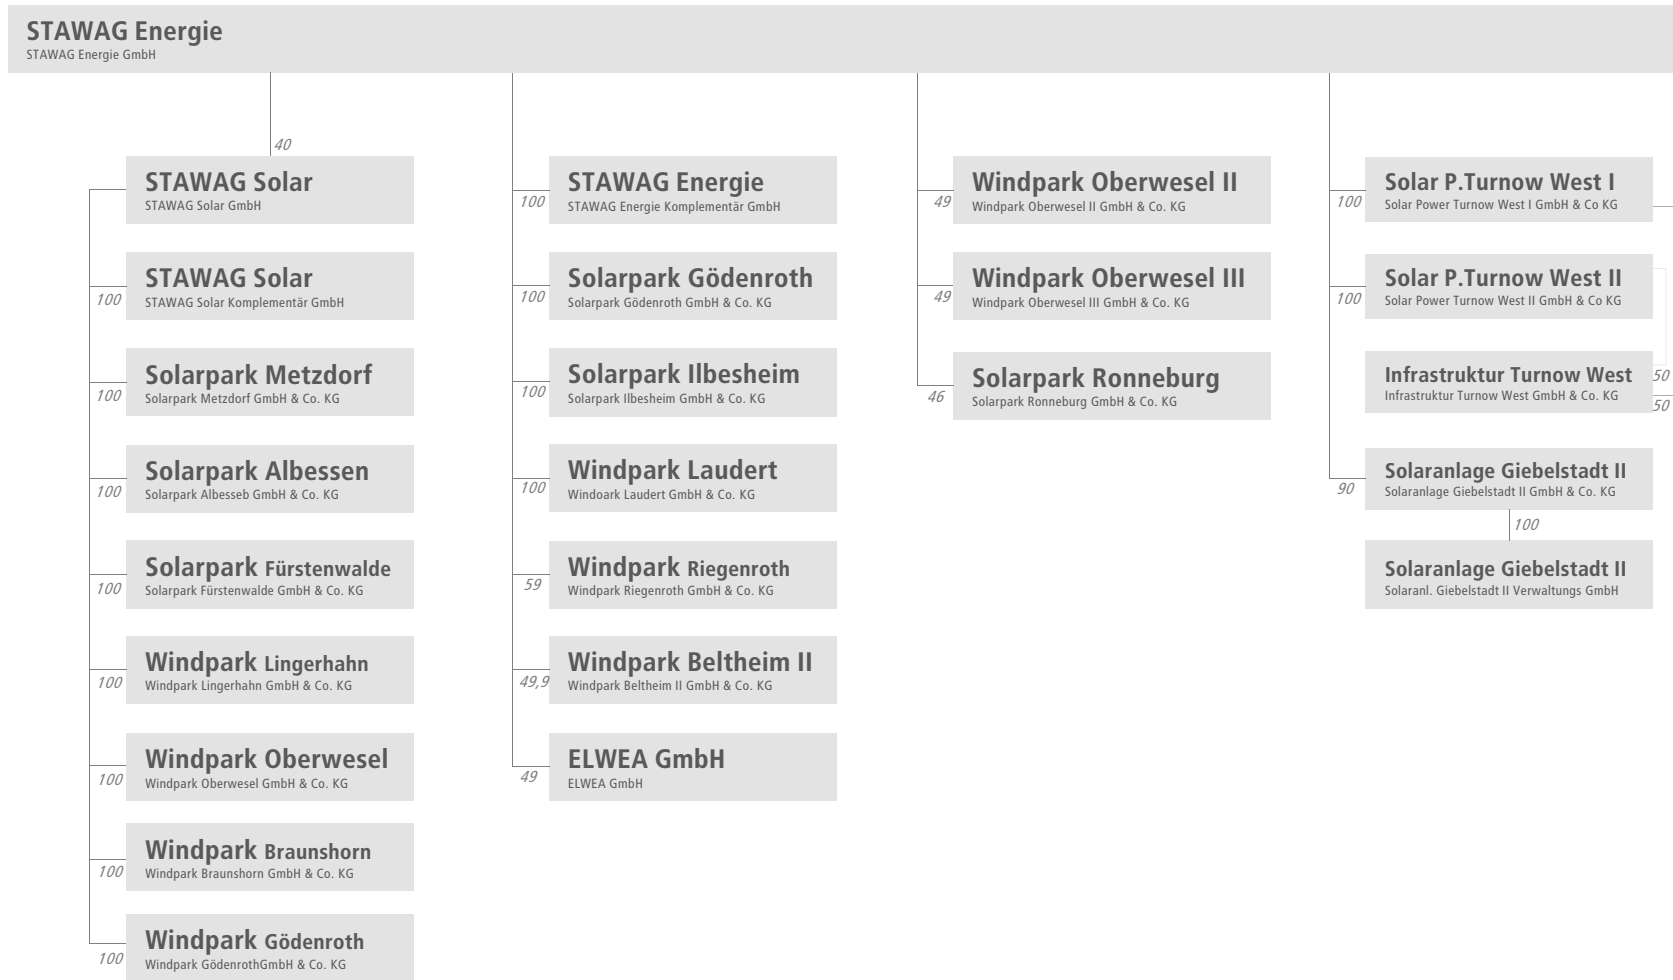 STAWAG Energie
STAWAG Energie GmbH
40
STAWAG Solar
STAWAG Solar GmbH
100
STAWAG Solar
STAWAG Solar Komplementär GmbH
100
Solarpark Metzdorf
Solarpark Metzdorf GmbH & Co. KG
100
Solarpark Albessen
Solarpark Albesseb GmbH & Co. KG
100
Solarpark Fürstenwalde
Solarpark Fürstenwalde GmbH & Co. KG
100
Windpark Lingerhahn
Windpark Lingerhahn GmbH & Co. KG
100
Windpark Oberwesel
Windpark Oberwesel GmbH & Co. KG
100
Windpark Braunshorn
Windpark Braunshorn GmbH & Co. KG
100
Windpark Gödenroth
Windpark GödenrothGmbH & Co. KG
100
STAWAG Energie
STAWAG Energie Komplementär GmbH
100
Solarpark Gödenroth
Solarpark Gödenroth GmbH & Co. KG
100
Solarpark Ilbesheim
Solarpark Ilbesheim GmbH & Co. KG
100
Windpark Laudert
Windoark Laudert GmbH & Co. KG
59
Windpark Riegenroth
Windpark Riegenroth GmbH & Co. KG
49,9
Windpark Beltheim II
Windpark Beltheim II GmbH & Co. KG
49
ELWEA GmbH
ELWEA GmbH
49
Windpark Oberwesel II
Windpark Oberwesel II GmbH & Co. KG
49
Windpark Oberwesel III
Windpark Oberwesel III GmbH & Co. KG
46
Solarpark Ronneburg
Solarpark Ronneburg GmbH & Co. KG
100
Solar P.Turnow West I
Solar Power Turnow West I GmbH & Co KG
100
Solar P.Turnow West II
Solar Power Turnow West II GmbH & Co KG
Infrastruktur Turnow West
Infrastruktur Turnow West GmbH & Co. KG
50
50
90
Solaranlage Giebelstadt II
Solaranlage Giebelstadt II GmbH & Co. KG
100
Solaranlage Giebelstadt II
Solaranl. Giebelstadt II Verwaltungs GmbH